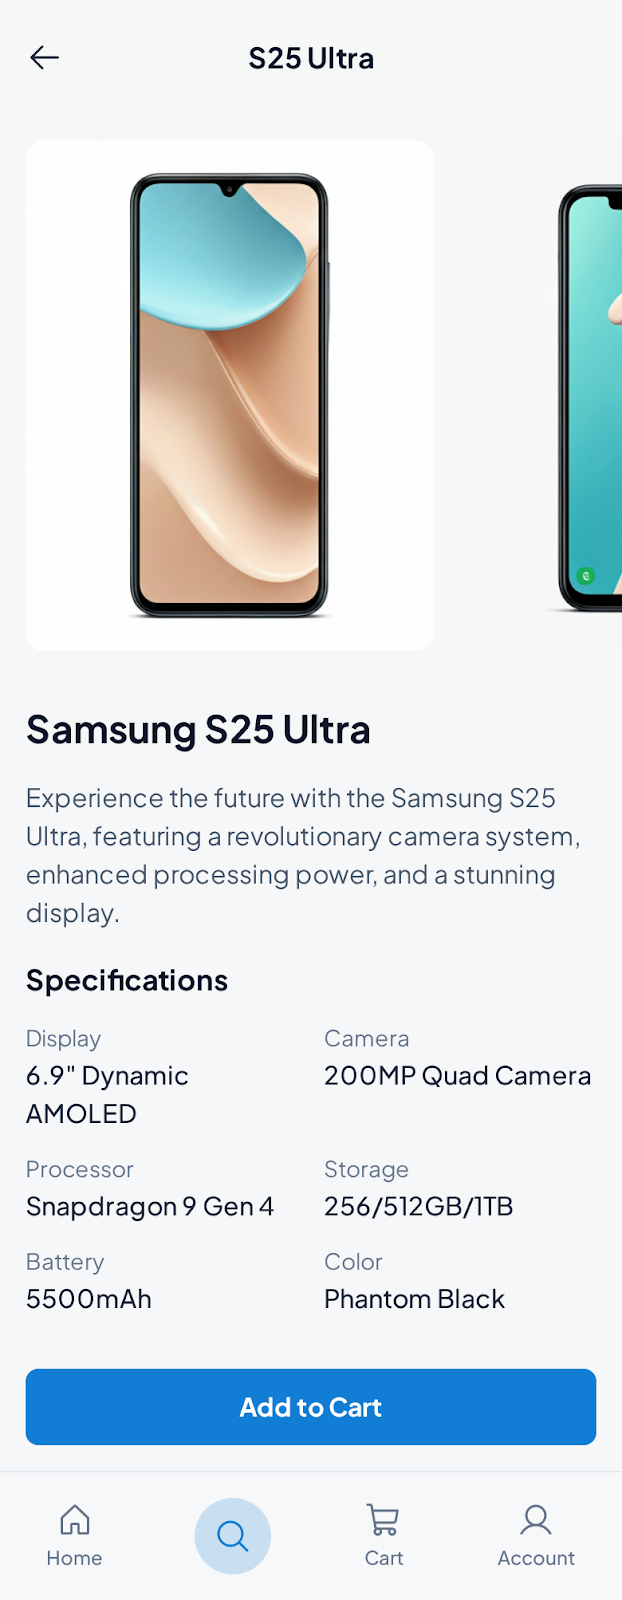 S25 Ultra
Samsung S25 Ultra
Experience the future with the Samsung S25
Ultra, featuring a revolutionary camera system,
enhanced processing power, and a stunning
display.
Specifications
Display
6.9" Dynamic
AMOLED
Camera
200MP Quad Camera
Processor
Snapdragon 9 Gen 4
Storage
256/512GB/1TB
Battery
5500mAh
Color
Phantom Black
Add to Cart
Home
Cart
Account